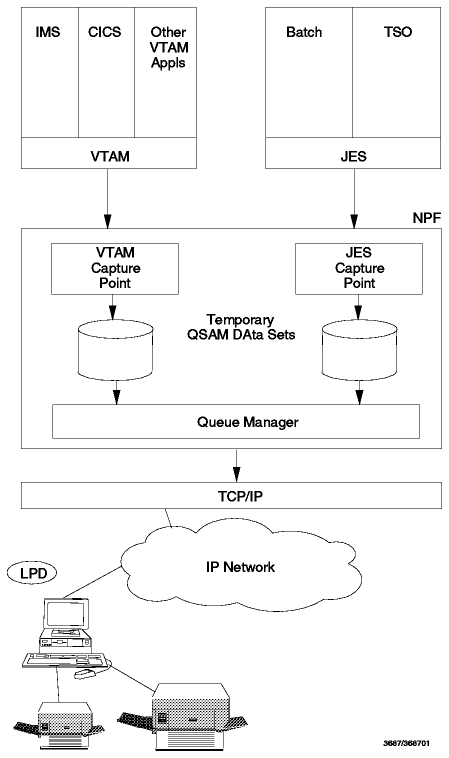 IMS
CICS
Other
VTAM
Appls
Batch
TSO
VTAM
JES
NPF
VTAM
Capture
Point
JES
Capture
Point
Temporary
QSAM DAta Sets
Queue Manager
TCP/IP
IP Network
LPD
3687/368701